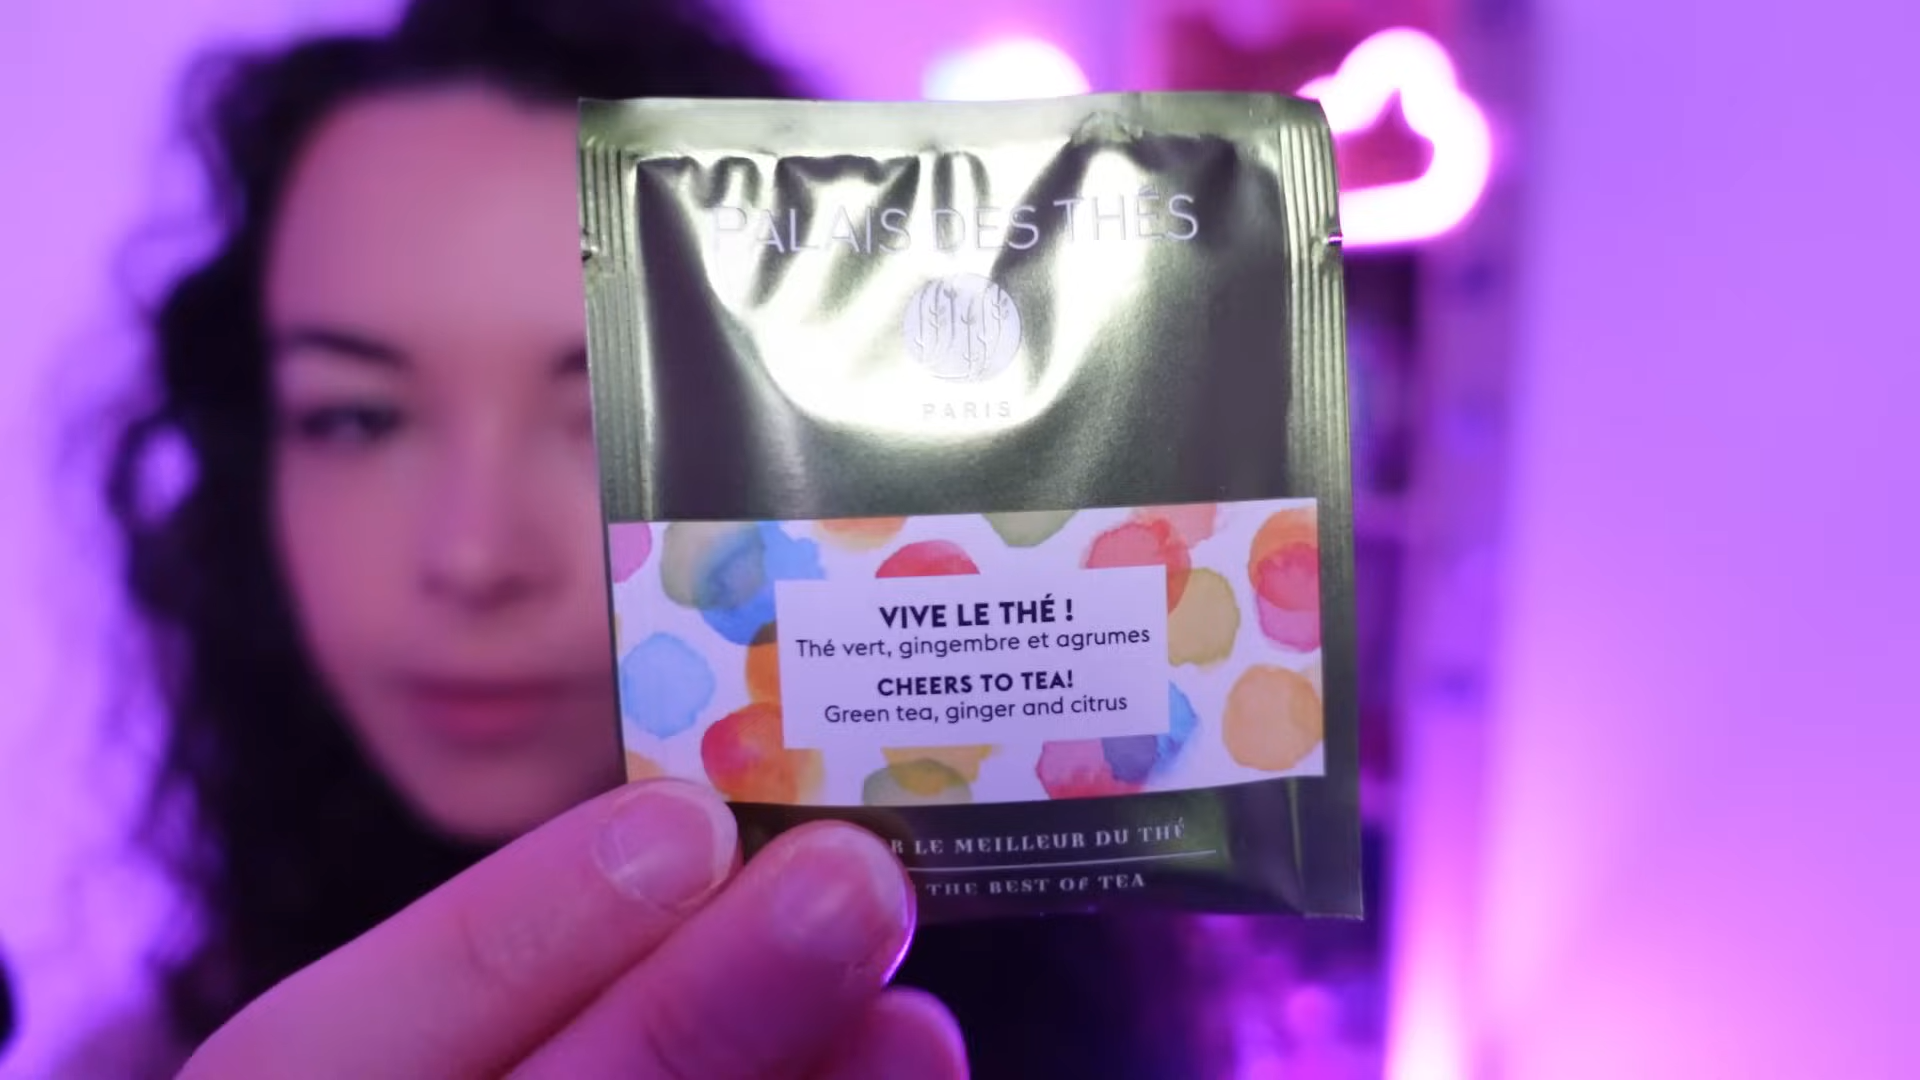 PALAIS DES THÉS
PARIS
VIVE LE THÉ !
Thé vert, gingembre et agrumes
CHEERS TO TEA!
Green tea, ginger and citrus
LE MEILLEUR DU THÉ
THE BEST OF TEA